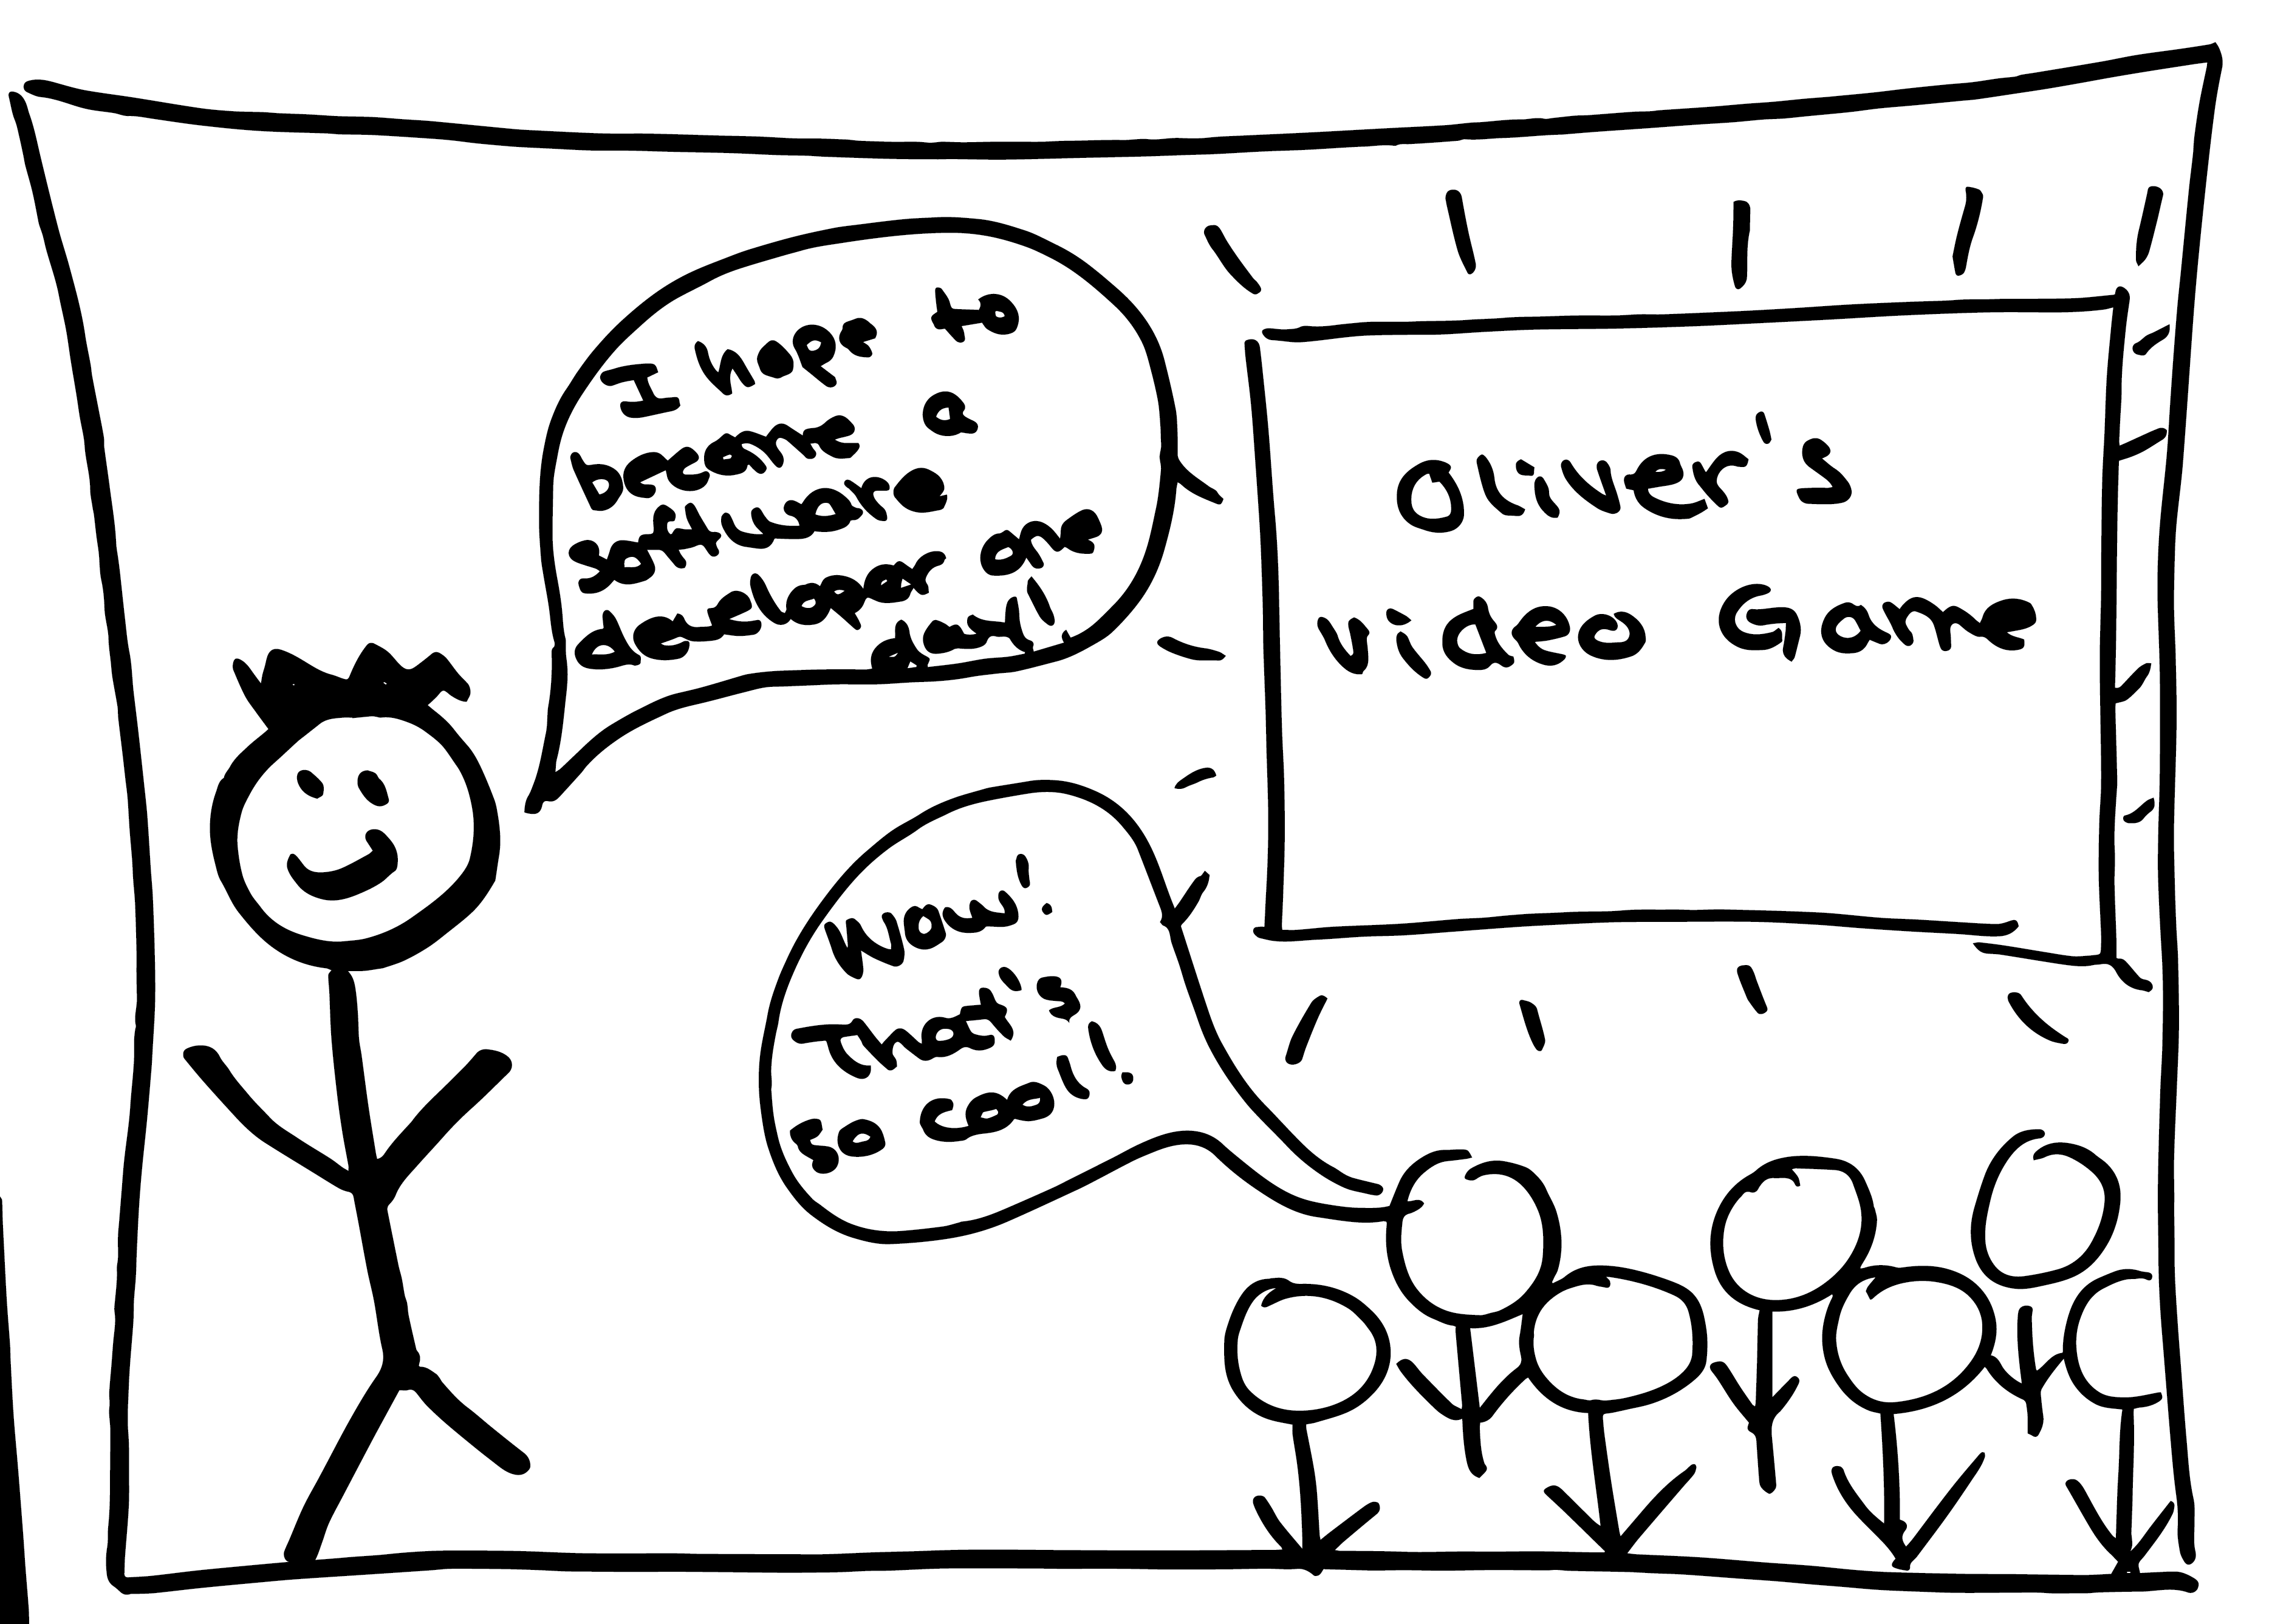 I hope to
become a
software
developer one
day!
Oliver's
Video Game
Wow!
That's
so cool!